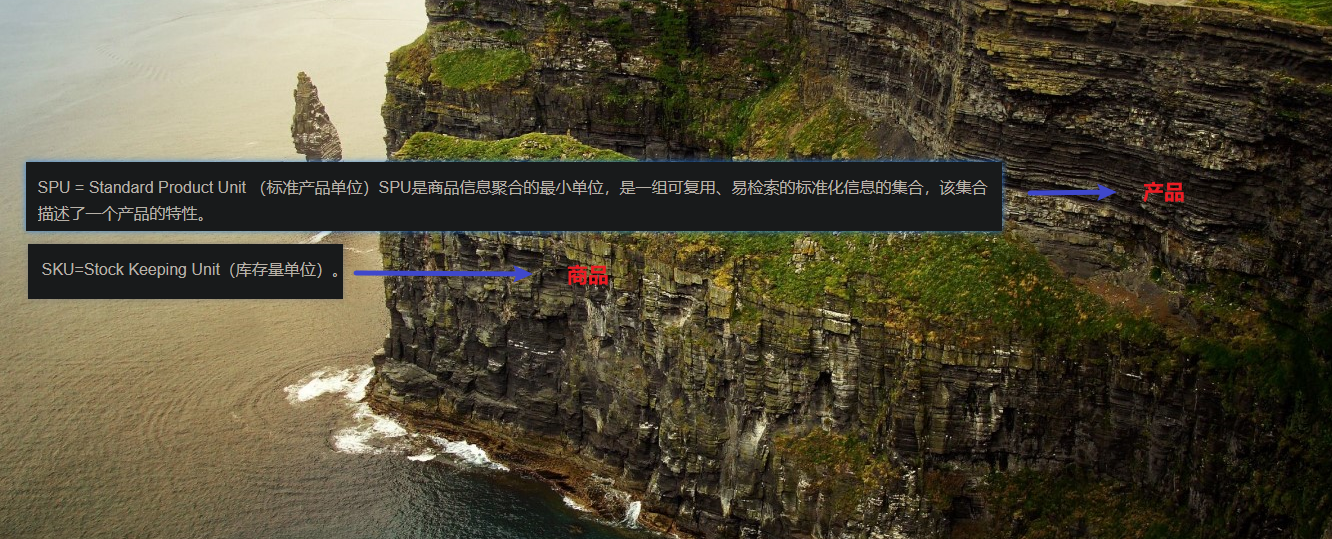 SPU = Standard Product Unit （标准产品单位）SPU是商品信息聚合的最小单位，是一组可复用、易检索的标准化信息的集合，该集合
描述了一个产品的特性。
产品
SKU=Stock Keeping Unit（库存量单位）。
商品